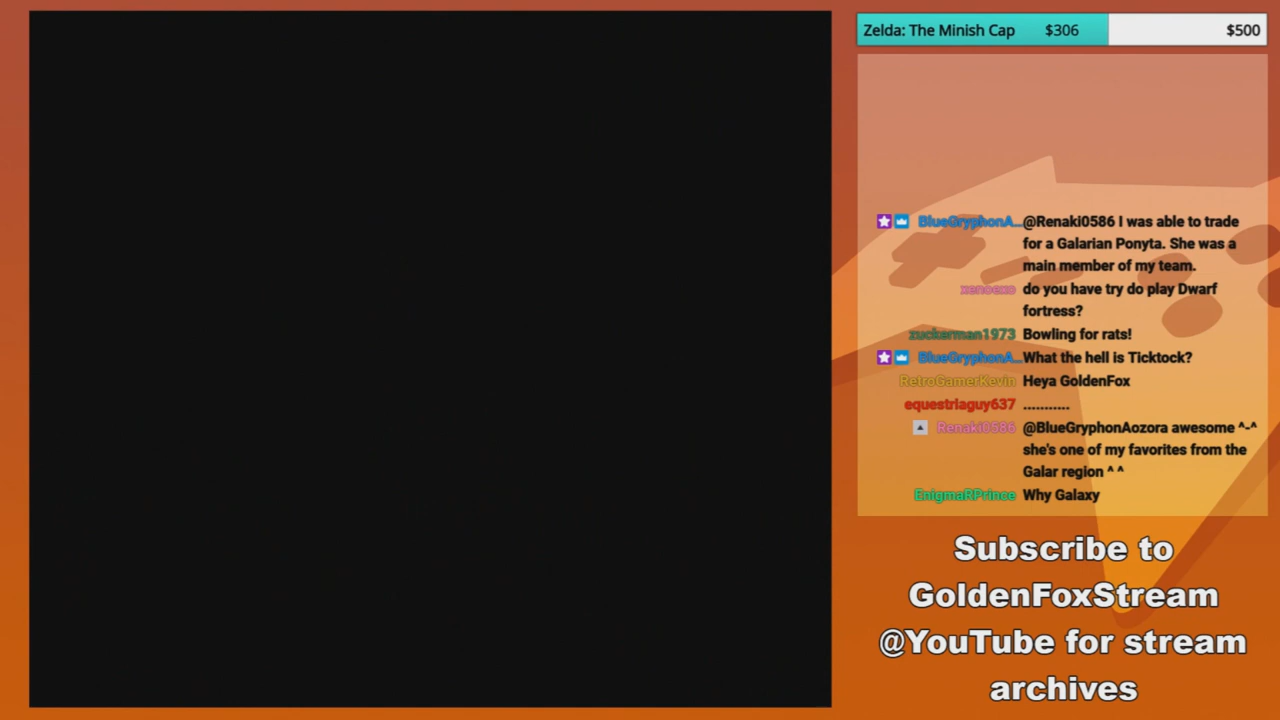 Zelda: The Minish Cap $306 $500
BlueGryphonA... @Renaki0586 I was able to trade
for a Galarian Ponyta. She was a
main member of my team.
xenoexo do you have try do play Dwarf
fortress?
zuckerman1973 Bowling for rats!
BlueGryphonA... What the hell is Ticktock?
RetroGamerKevin Heya GoldenFox
equestriaguy637 ...........
Renaki0586 @BlueGryphonAozora awesome ^-^
she's one of my favorites from the
Galar region ^ ^
EnigmaRPrince Why Galaxy
Subscribe to
GoldenFoxStream
@YouTube for stream
archives